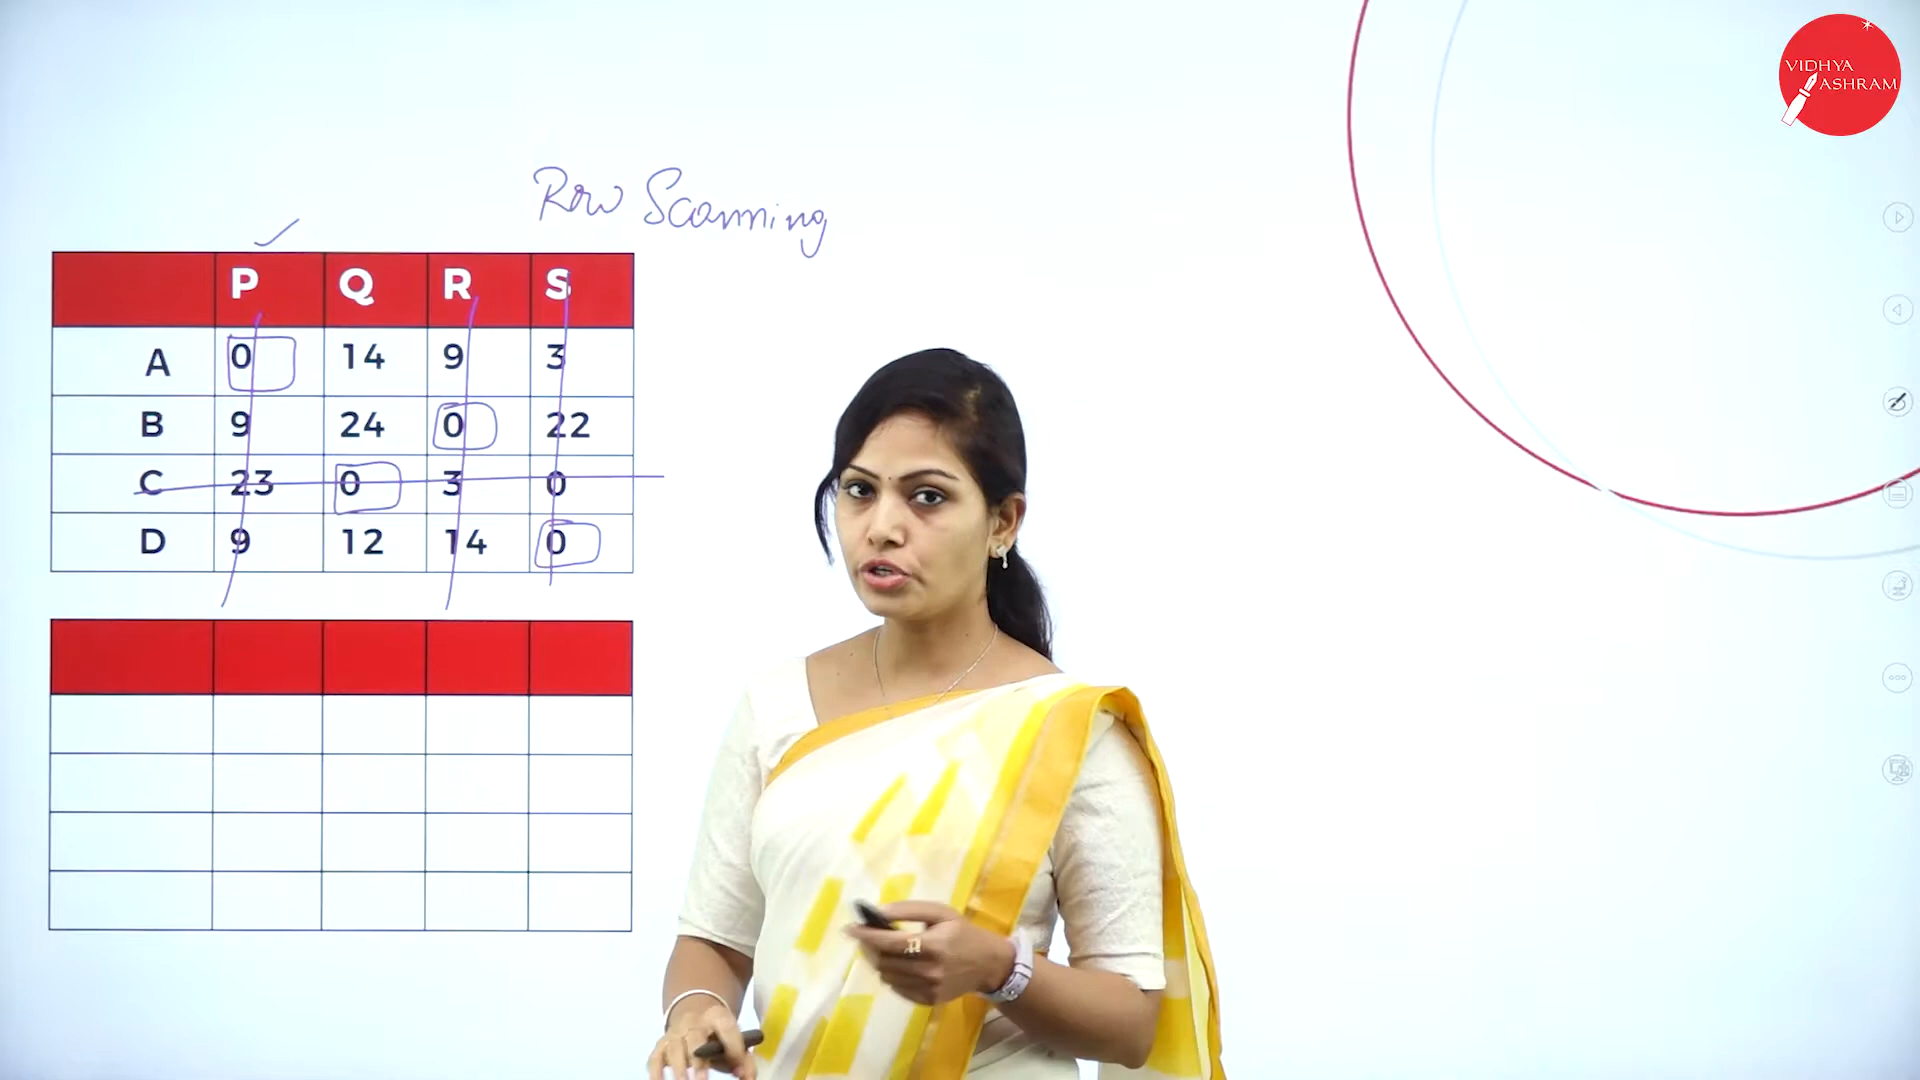 VIDHYA
ASHRAM
Row Scanning
P Q R S
A 0 14 9 3
B 9 24 0 22
C 23 0 3 0
D 9 12 14 0